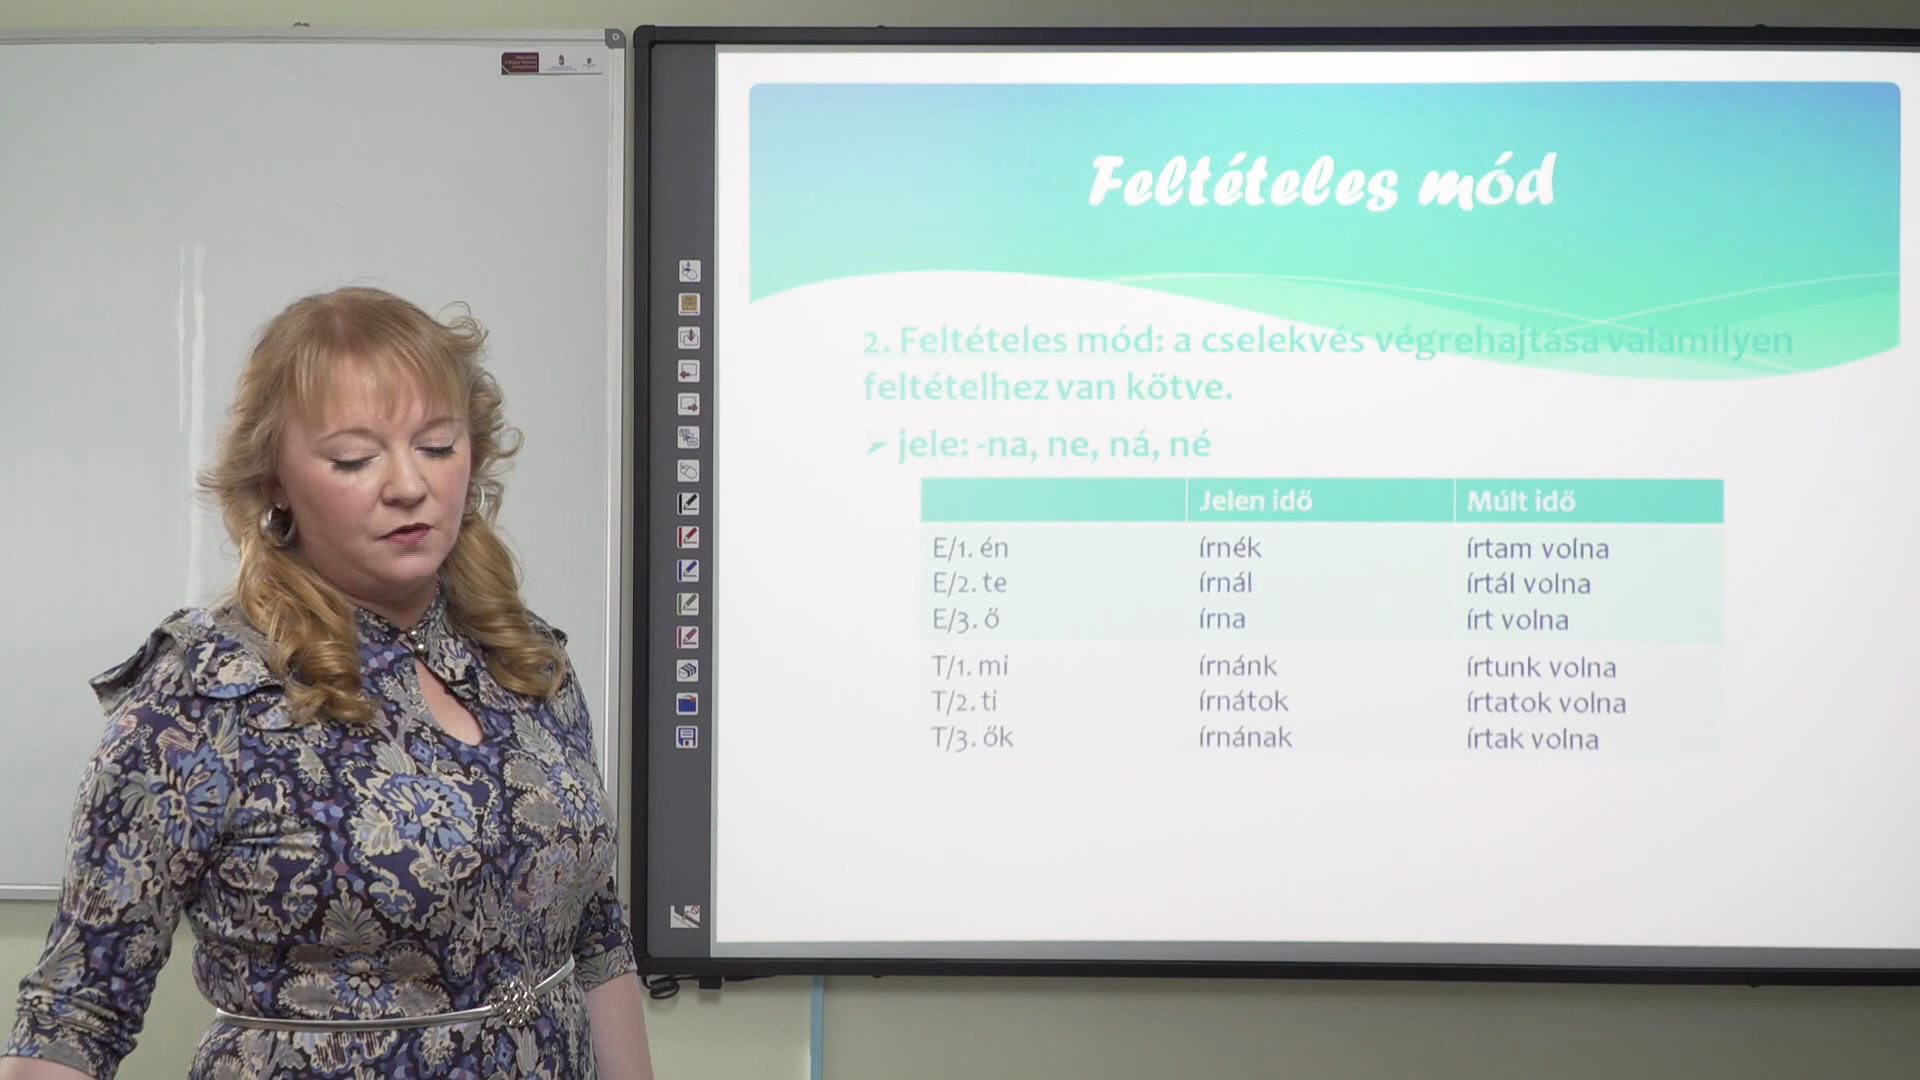 Feltételes mód
2. Feltételes mód: a cselekvés végrehajtása valamilyen
feltételhez van kötve.
➢ jele: -na, ne, ná, né
Jelen idő Múlt idő
E/1. én írnék írtam volna
E/2. te írnál írtál volna
E/3. ő írna írt volna
T/1. mi írnánk írtunk volna
T/2. ti írnátok írtatok volna
T/3. ők írnának írtak volna